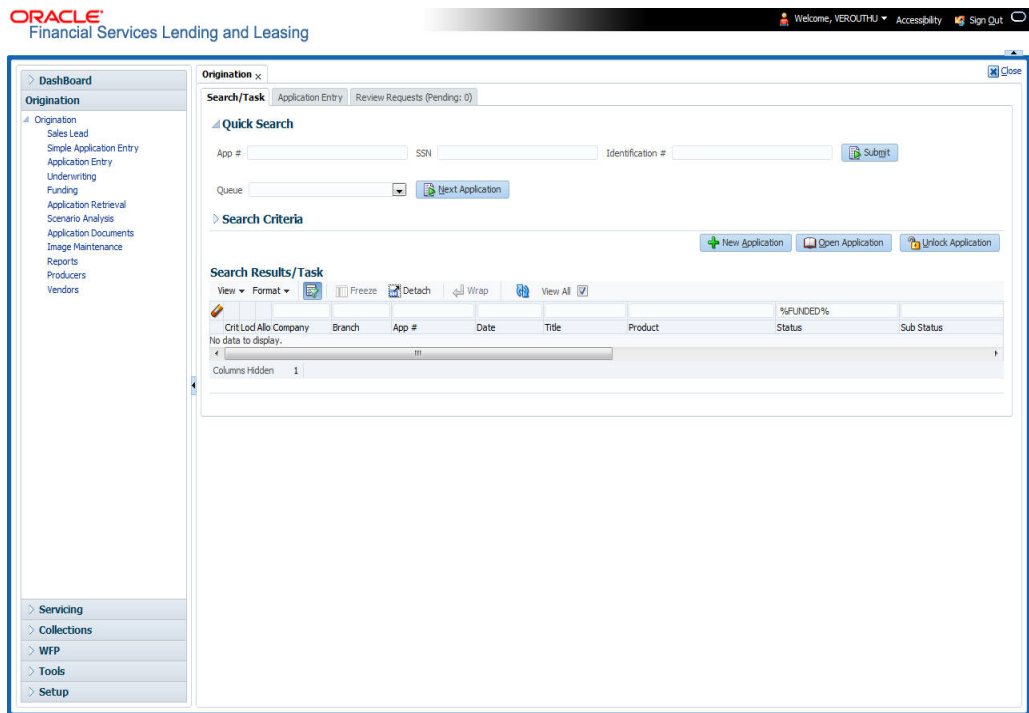 ORACLE®
Financial Services Lending and Leasing
Welcome, VEROUTHU Accessibility Sign Out
Close
DashBoard
Origination
Origination
Sales Lead
Simple Application Entry
Application Entry
Underwriting
Funding
Application Retrieval
Scenario Analysis
Application Documents
Image Maintenance
Reports
Producers
Vendors
Servicing
Collections
WFP
Tools
Setup
Origination x
Search/Task Application Entry Review Requests (Pending: 0)
Quick Search
App # SSN Identification # Submit
Queue Next Application
Search Criteria
New Application Open Application Unlock Application
Search Results/Task
View Format Freeze Detach Wrap View All
%FUNDED%
Crit Lod Allo Company Branch App # Date Title Product Status Sub Status
No data to display.
Columns Hidden 1